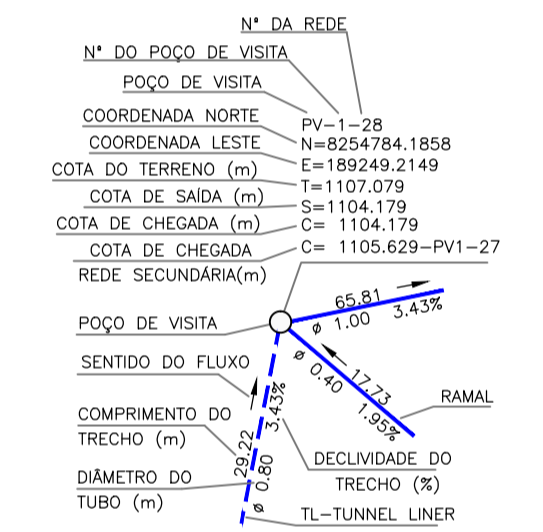 Nº DA REDE
Nº DO POÇO DE VISITA
POÇO DE VISITA
COORDENADA NORTE
COORDENADA LESTE
COTA DO TERRENO (m)
COTA DE SAÍDA (m)
COTA DE CHEGADA (m)
COTA DE CHEGADA
REDE SECUNDÁRIA(m)
PV-1-28
N=8254784.1858
E=189249.2149
T=1107.079
S=1104.179
C= 1104.179
C= 1105.629-PV1-27
POÇO DE VISITA
65.81
ø 1.00 3.43%
SENTIDO DO FLUXO
17.73
ø 0.40 1.95%
RAMAL
COMPRIMENTO DO
TRECHO (m)
29.22 3.43%
ø 0.80
DIÂMETRO DO
TUBO (m)
DECLIVIDADE DO
TRECHO (%)
TL-TUNNEL LINER